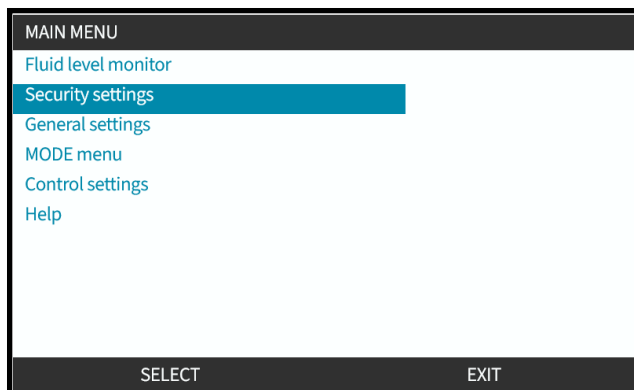 MAIN MENU
Fluid level monitor
Security settings
General settings
MODE menu
Control settings
Help
SELECT EXIT